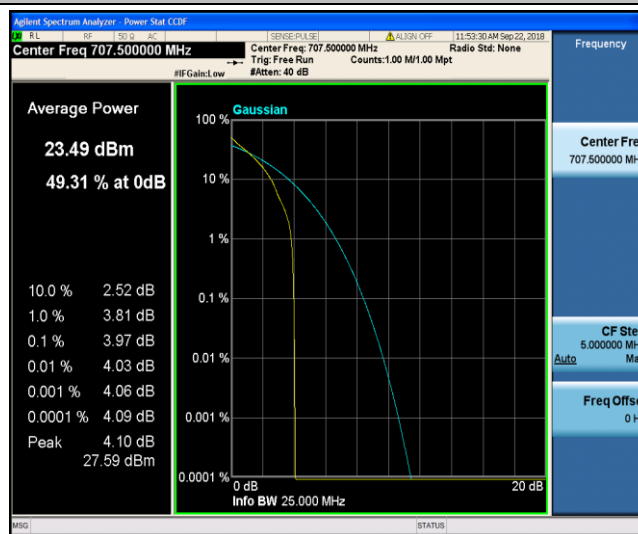 Agilent Spectrum Analyzer - Power Stat CCDF
RL RF 50 Ω AC SENSE:PULSE ALIGN OFF 11:53:30 AM Sep 22, 2018
Center Freq 707.500000 MHz
Center Freq: 707.500000 MHz Radio Std: None
Trig: Free Run Counts:1.00 M/1.00 Mpt
#IFGain:Low #Atten: 40 dB
Frequency
Average Power
23.49 dBm
49.31 % at 0dB
10.0 % 2.52 dB
1.0 % 3.81 dB
0.1 % 3.97 dB
0.01 % 4.03 dB
0.001 % 4.06 dB
0.0001 % 4.09 dB
Peak 4.10 dB
27.59 dBm
Gaussian
100 %
10 %
1 %
0.1 %
0.01 %
0.001 %
0.0001 %
0 dB 20 dB
Info BW 25.000 MHz
Center Fre
707.500000 MH
CF Ste
5.000000 MH
Auto Ma
Freq Offse
0 H
MSG STATUS